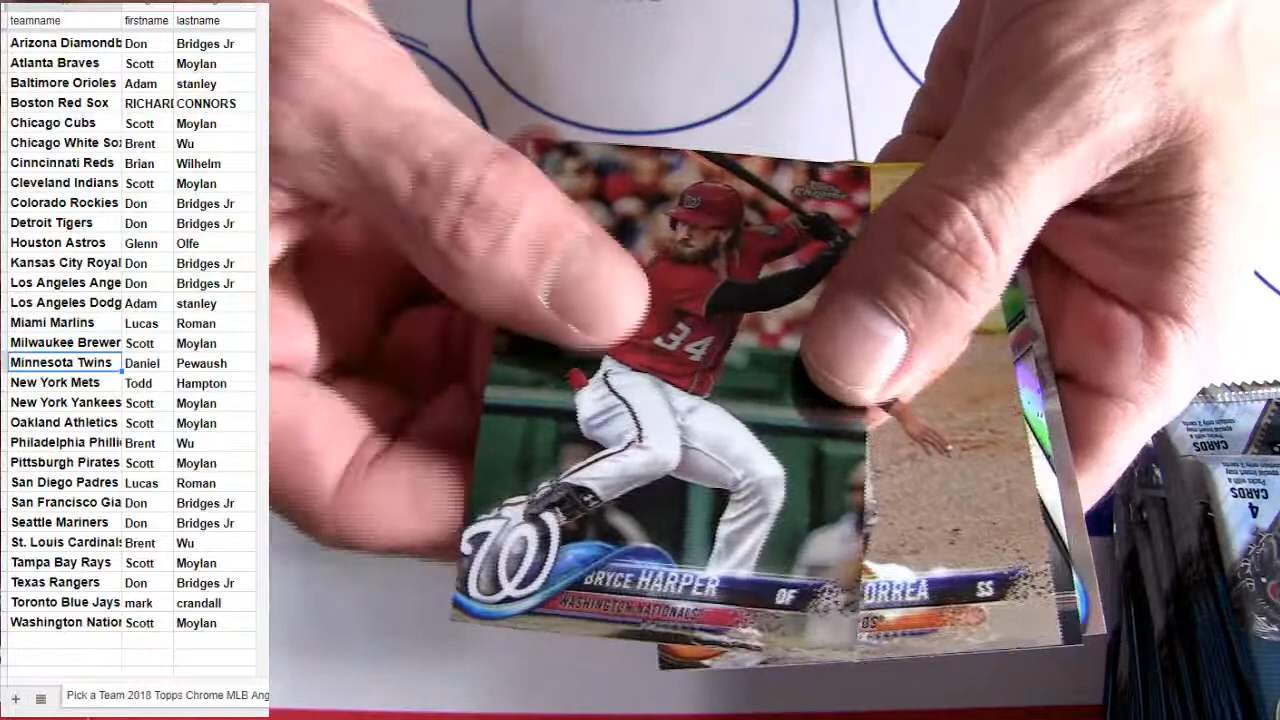 teamname firstname lastname
Arizona Diamondb Don Bridges Jr
Atlanta Braves Scott Moylan
Baltimore Orioles Adam stanley
Boston Red Sox RICHARD CONNORS
Chicago Cubs Scott Moylan
Chicago White Sox Brent Wu
Cinncinnati Reds Brian Wilhelm
Cleveland Indians Scott Moylan
Colorado Rockies Don Bridges Jr
Detroit Tigers Don Bridges Jr
Houston Astros Glenn Olfe
Kansas City Royal Don Bridges Jr
Los Angeles Ange Don Bridges Jr
Los Angeles Dodg Adam stanley
Miami Marlins Lucas Roman
Milwaukee Brewer Scott Moylan
Minnesota Twins Daniel Pewaush
New York Mets Todd Hampton
New York Yankees Scott Moylan
Oakland Athletics Scott Moylan
Philadelphia Philli Brent Wu
Pittsburgh Pirates Scott Moylan
San Diego Padres Lucas Roman
San Francisco Gia Don Bridges Jr
Seattle Mariners Don Bridges Jr
St. Louis Cardinals Brent Wu
Tampa Bay Rays Scott Moylan
Texas Rangers Don Bridges Jr
Toronto Blue Jays mark crandall
Washington Nation Scott Moylan
Pick a Team 2018 Topps Chrome MLB Ang
Topps Chrome
34
W
BRYCE HARPER OF
WASHINGTON NATIONALS
ORREA SS
OS
4
CARDS
CARDS